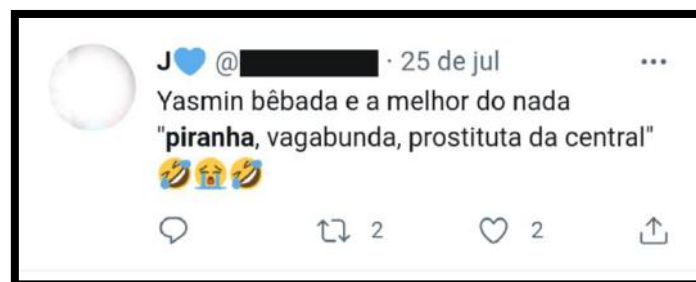 J💙 @ · 25 de jul
Yasmin bêbada e a melhor do nada
"piranha, vagabunda, prostituta da central"
🤣😭🤣
2 2